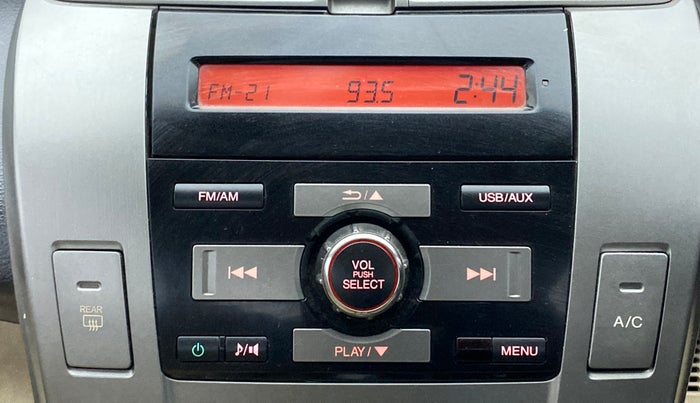 FM-21 93.5 2:44
FM/AM
USB/AUX
VOL
PUSH
SELECT
REAR
A/C
PLAY/
MENU